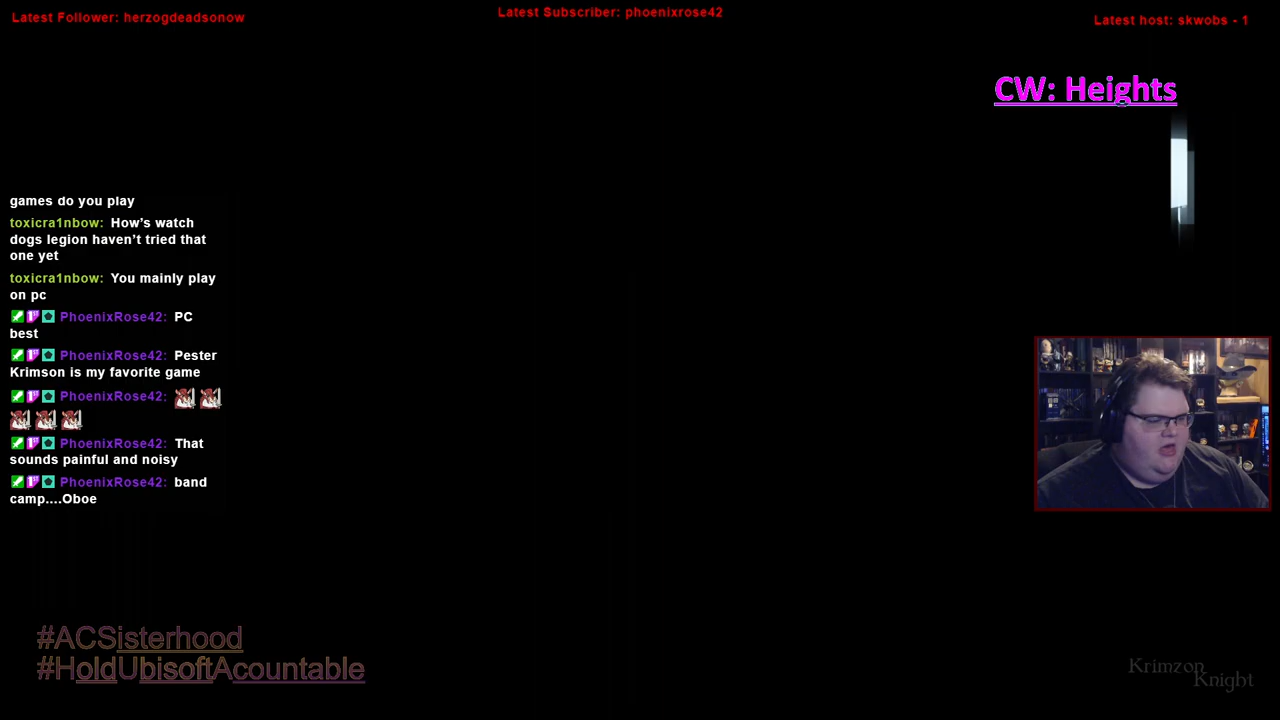 Latest Follower: herzogdeadsonow
Latest Subscriber: phoenixrose42
Latest host: skwobs - 1
CW: Heights
games do you play
toxicra1nbow: How's watch
dogs legion haven't tried that
one yet
toxicra1nbow: You mainly play
on pc
PhoenixRose42: PC
best
PhoenixRose42: Pester
Krimson is my favorite game
PhoenixRose42:
PhoenixRose42: That
sounds painful and noisy
PhoenixRose42: band
camp....Oboe
#ACSisterhood
#HoldUbisoftAcountable
Krimzon
Knight